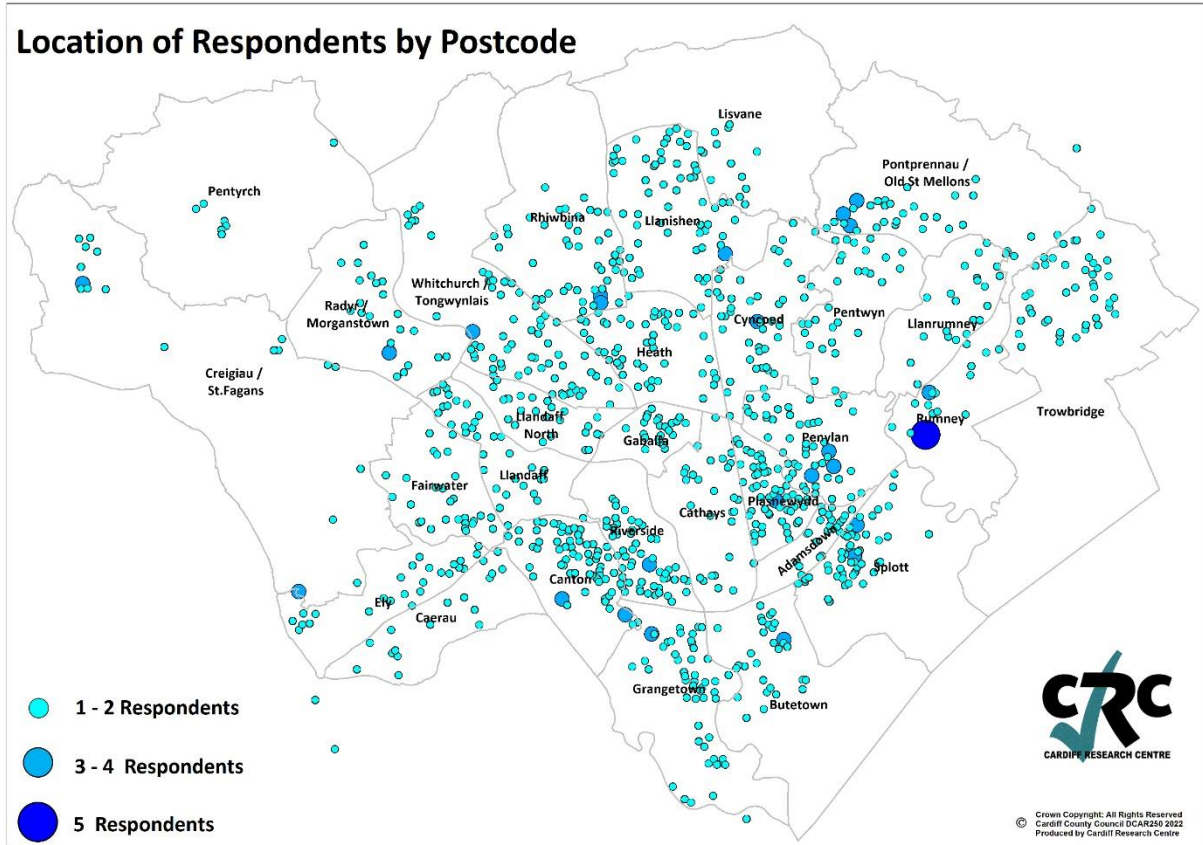 Location of Respondents by Postcode
Lisvane
Pontprennau /
Old St Mellons
Pentyrch
Rhiwbina
Llanishen
Whitchurch /
Tongwynlais
Radyr /
Morganstown
Cyncoed
Pentwyn
Llanrumney
Heath
Creigiau /
St.Fagans
Llandaff
North
Gabalfa
Penylan
Rumney
Trowbridge
Fairwater
Llandaff
Plasnewydd
Cathays
Riverside
Adamsdown
Splott
Canton
Ely
Caerau
Grangetown
Butetown
1 - 2 Respondents
3 - 4 Respondents
5 Respondents
CRC
CARDIFF RESEARCH CENTRE
© Crown Copyright: All Rights Reserved
Cardiff County Council DCAR250 2022
Produced by Cardiff Research Centre